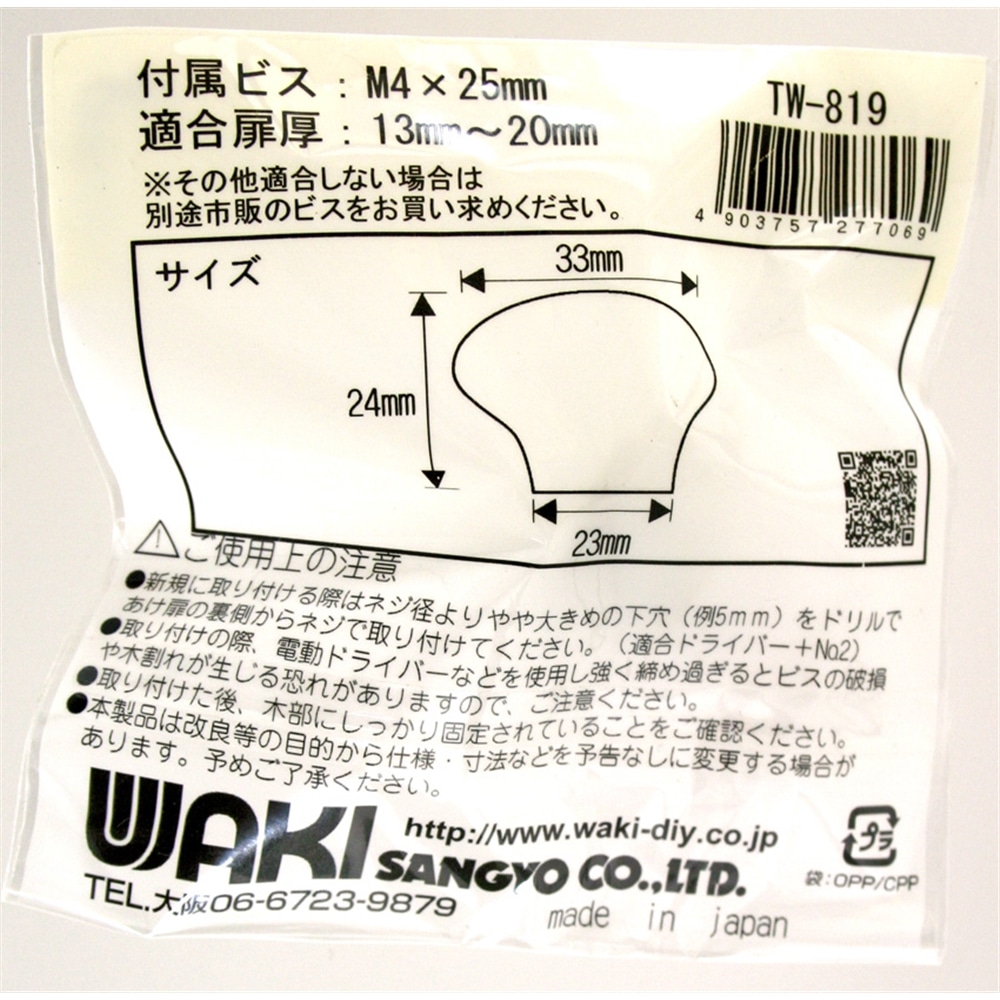 付属ビス：M4×25mm
適合扉厚：13mm～20mm
※その他適合しない場合は
別途市販のビスをお買い求めください。
TW-819
4 903757 277069
サイズ
33mm
24mm
23mm
ご使用上の注意
●新規に取り付ける際はネジ径よりやや大きめの下穴（例5mm）をドリルで
あけ扉の裏側からネジで取り付けてください。（適合ドライバー＋No.2）
●取り付けの際、電動ドライバーなどを使用し強く締め過ぎるとビスの破損
や木割れが生じる恐れがありますので、ご注意ください。
●取り付けた後、木部にしっかり固定されていることをご確認ください。
●本製品は改良等の目的から仕様・寸法などを予告なしに変更する場合が
あります。予めご了承ください。
WAKI
http://www.waki-diy.co.jp
SANGYO CO.,LTD.
TEL.大阪06-6723-9879
made in japan
プラ
袋：OPP/CPP